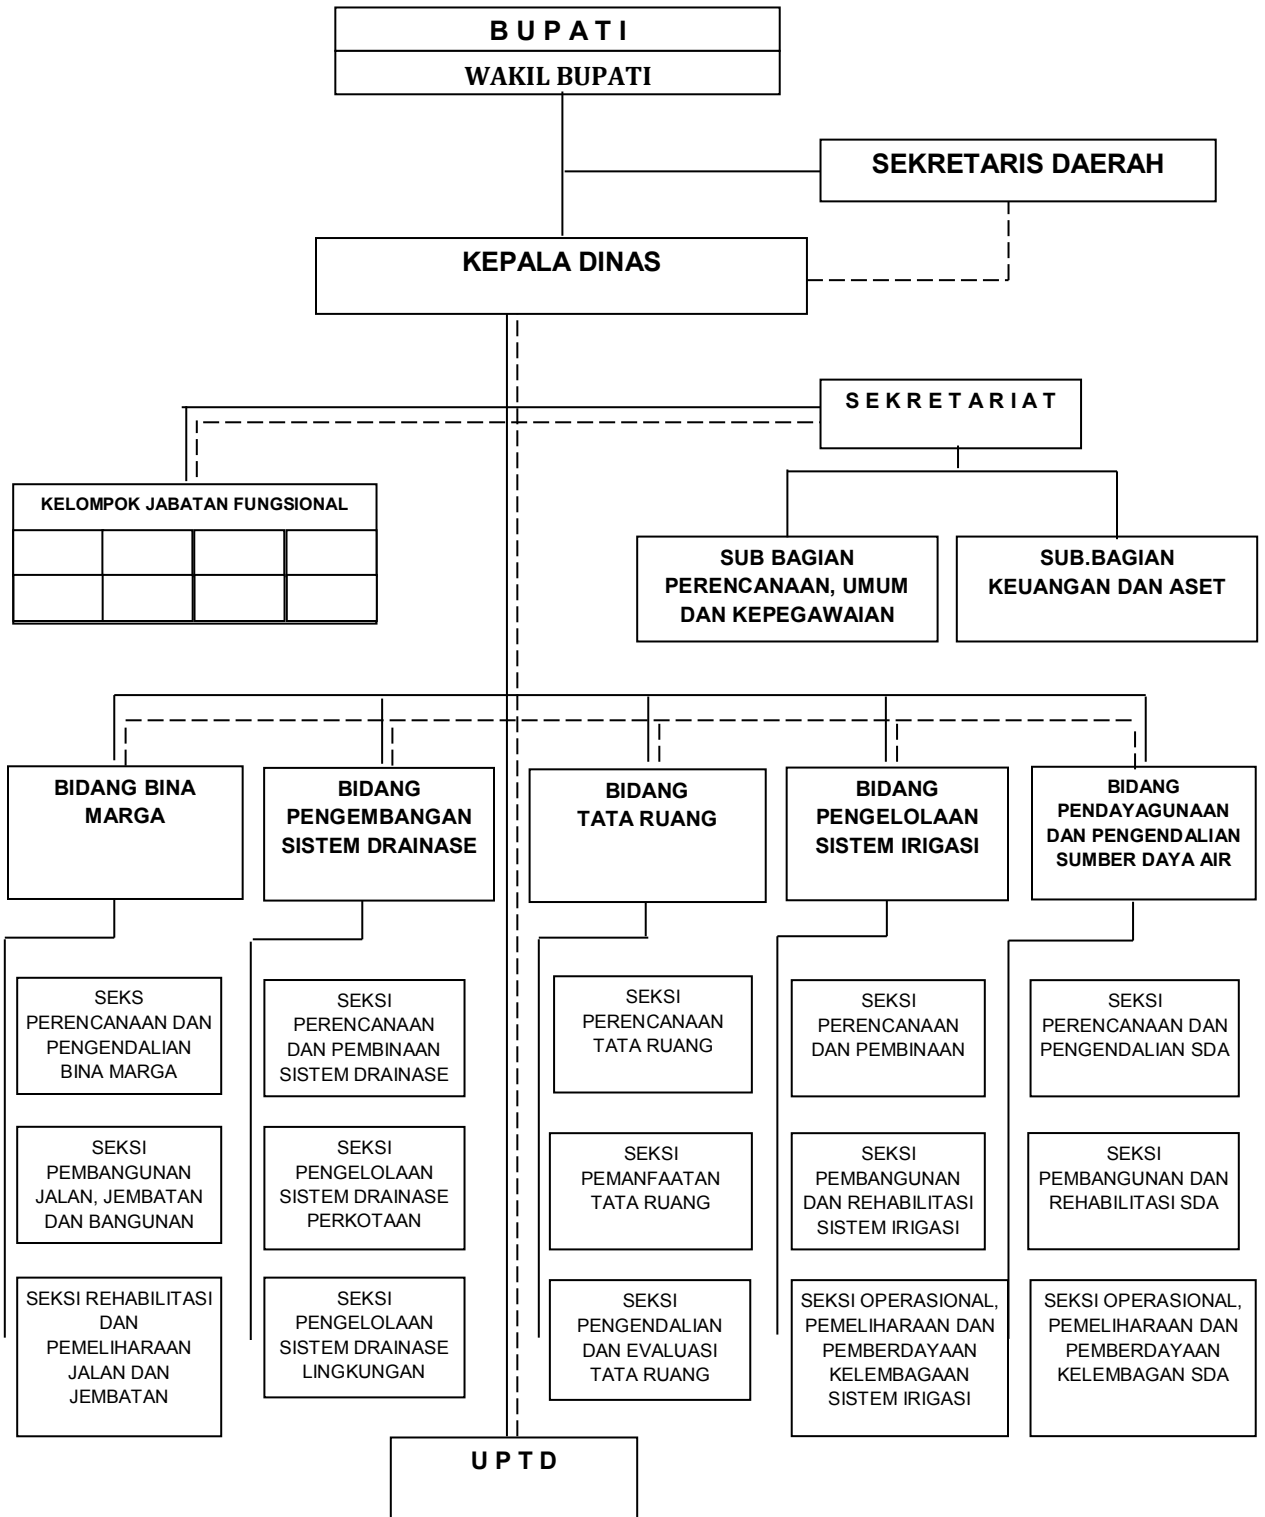 B U P A T I
WAKIL BUPATI
SEKRETARIS DAERAH
KEPALA DINAS
S E K R E T A R I A T
KELOMPOK JABATAN FUNGSIONAL
SUB BAGIAN
PERENCANAAN, UMUM
DAN KEPEGAWAIAN
SUB.BAGIAN
KEUANGAN DAN ASET
BIDANG BINA
MARGA
BIDANG
PENGEMBANGAN
SISTEM DRAINASE
BIDANG
TATA RUANG
BIDANG
PENGELOLAAN
SISTEM IRIGASI
BIDANG
PENDAYAGUNAAN
DAN PENGENDALIAN
SUMBER DAYA AIR
SEKS
PERENCANAAN DAN
PENGENDALIAN
BINA MARGA
SEKSI
PERENCANAAN
DAN PEMBINAAN
SISTEM DRAINASE
SEKSI
PERENCANAAN
TATA RUANG
SEKSI
PERENCANAAN
DAN PEMBINAAN
SEKSI
PERENCANAAN DAN
PENGENDALIAN SDA
SEKSI
PEMBANGUNAN
JALAN, JEMBATAN
DAN BANGUNAN
SEKSI
PENGELOLAAN
SISTEM DRAINASE
PERKOTAAN
SEKSI
PEMANFAATAN
TATA RUANG
SEKSI
PEMBANGUNAN
DAN REHABILITASI
SISTEM IRIGASI
SEKSI
PEMBANGUNAN DAN
REHABILITASI SDA
SEKSI REHABILITASI
DAN
PEMELIHARAAN
JALAN DAN
JEMBATAN
SEKSI
PENGELOLAAN
SISTEM DRAINASE
LINGKUNGAN
SEKSI
PENGENDALIAN
DAN EVALUASI
TATA RUANG
SEKSI OPERASIONAL,
PEMELIHARAAN DAN
PEMBERDAYAAN
KELEMBAGAAN
SISTEM IRIGASI
SEKSI OPERASIONAL,
PEMELIHARAAN DAN
PEMBERDAYAAN
KELEMBAGAN SDA
U P T D